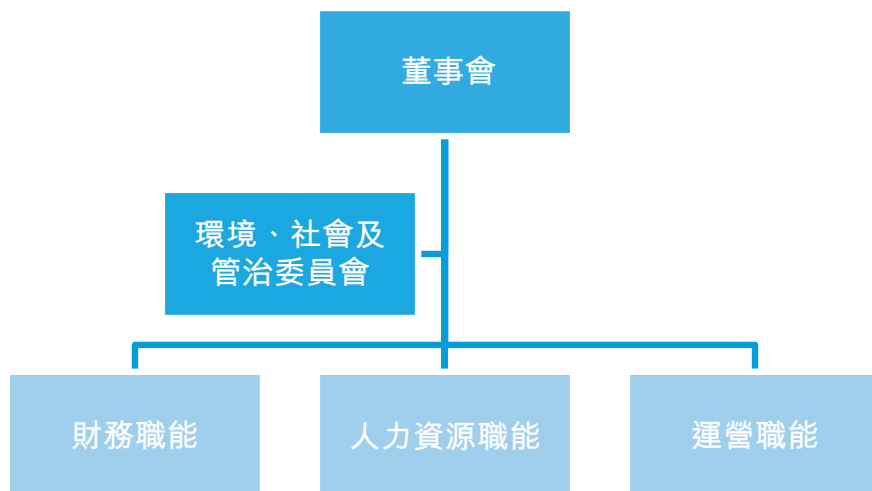 董事會
環境、社會及
管治委員會
財務職能
人力資源職能
運營職能